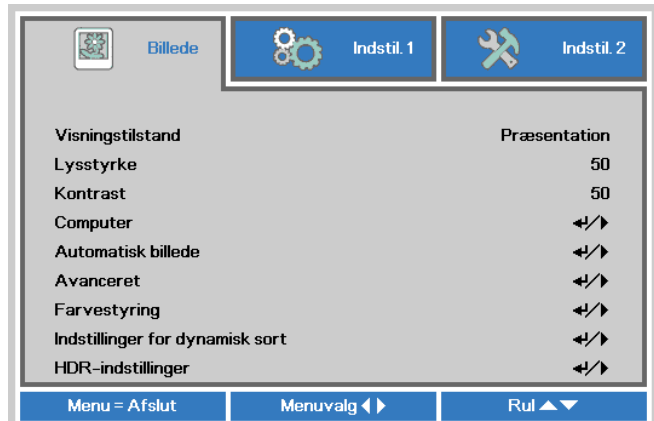 Billede Indstil. 1 Indstil. 2
Visningstilstand Præsentation
Lysstyrke 50
Kontrast 50
Computer
Automatisk billede
Avanceret
Farvestyring
Indstillinger for dynamisk sort
HDR-indstillinger
Menu = Afslut Menuvalg Rul